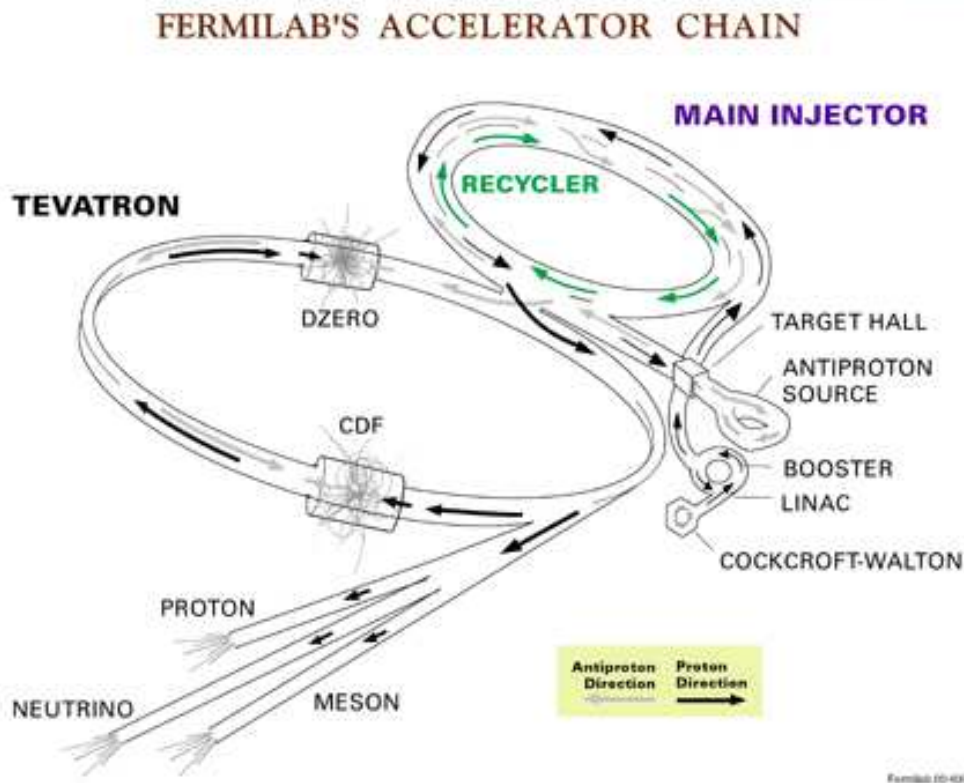 FERMILAB'S ACCELERATOR CHAIN
MAIN INJECTOR
RECYCLER
TEVATRON
DZERO
TARGET HALL
ANTIPROTON
SOURCE
CDF
BOOSTER
LINAC
COCKCROFT-WALTON
PROTON
NEUTRINO
MESON
Antiproton Proton
Direction Direction
Fermilab